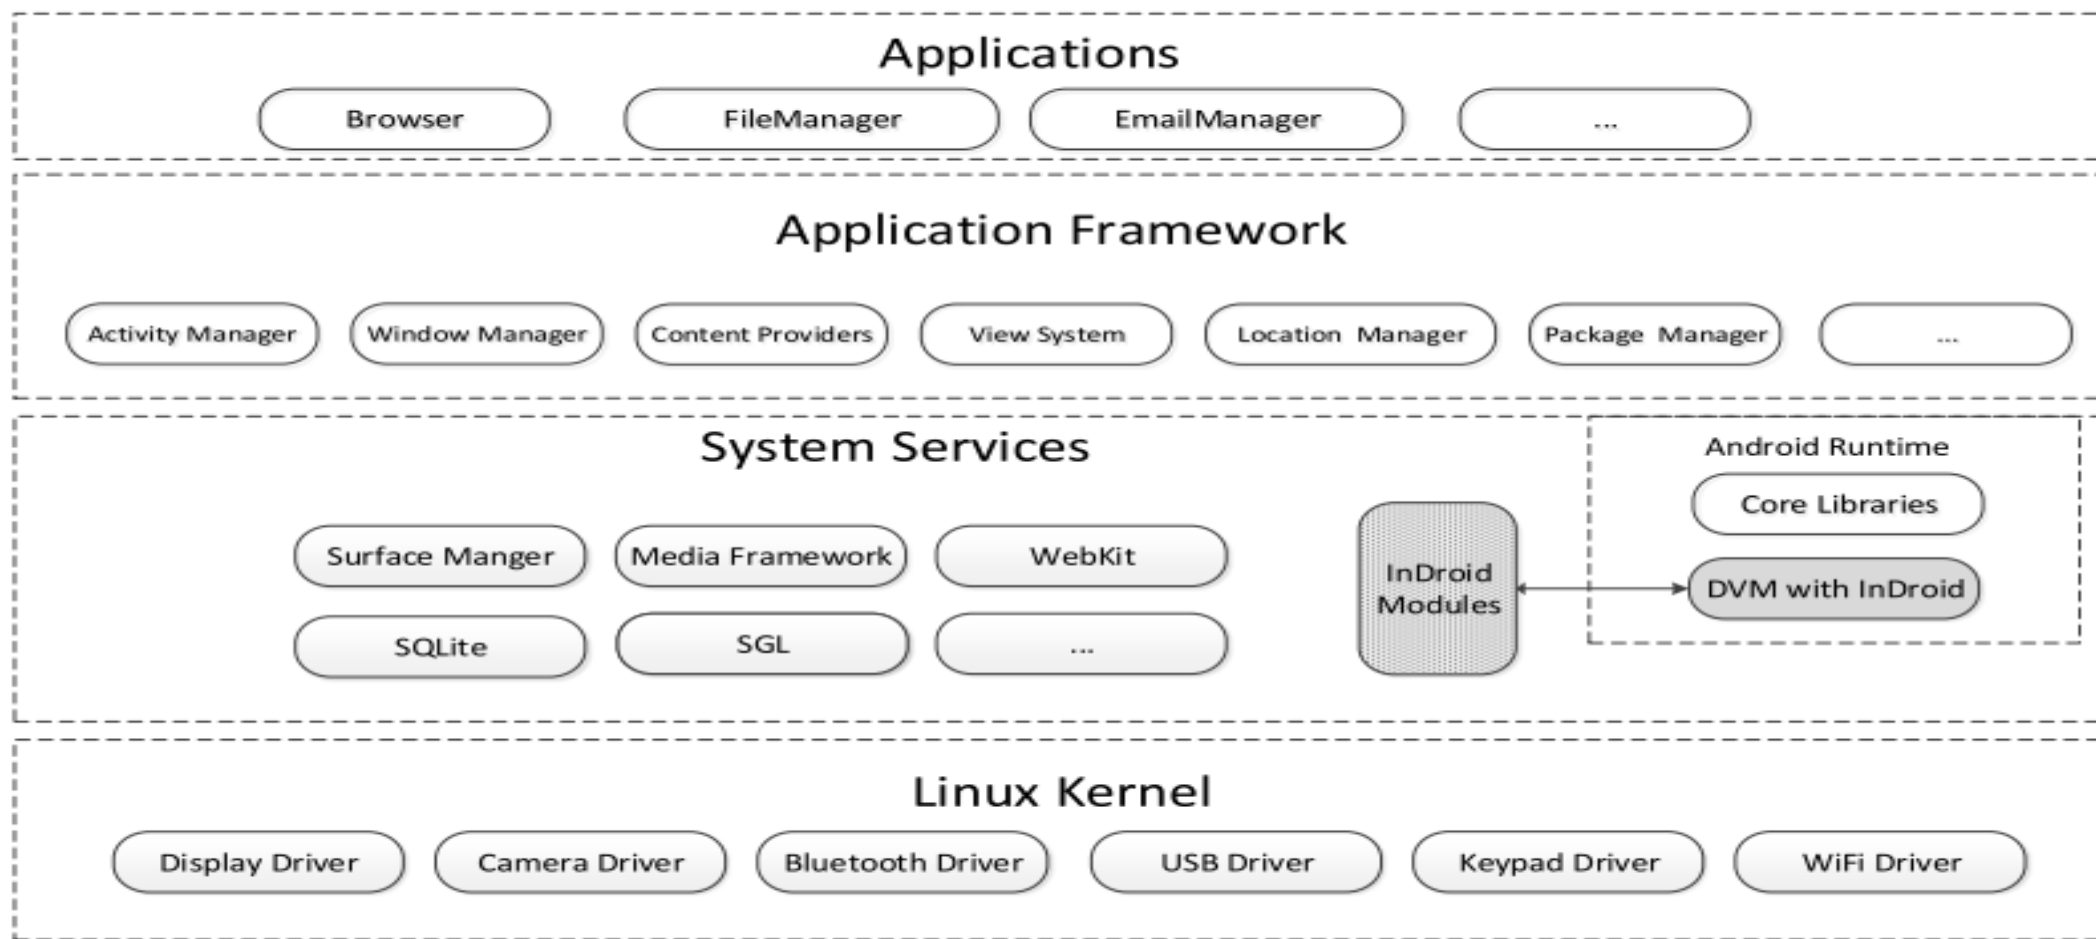 Applications
Browser FileManager EmailManager ...
Application Framework
Activity Manager Window Manager Content Providers View System Location Manager Package Manager ...
System Services
Android Runtime
Core Libraries
Surface Manger Media Framework WebKit
InDroid
Modules
DVM with InDroid
SQLite SGL ...
Linux Kernel
Display Driver Camera Driver Bluetooth Driver USB Driver Keypad Driver WiFi Driver